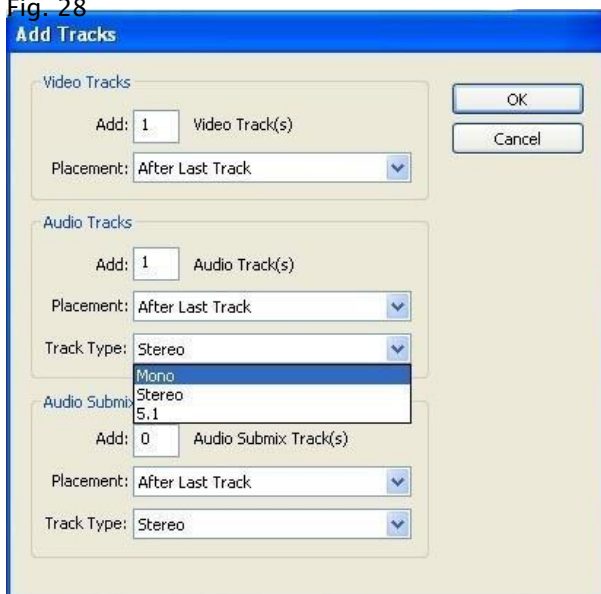 Fig. 28
Add Tracks
Video Tracks
Add: 1 Video Track(s)
Placement: After Last Track
OK
Cancel
Audio Tracks
Add: 1 Audio Track(s)
Placement: After Last Track
Track Type: Stereo
Mono
Stereo
5.1
Audio Submix
Add: 0 Audio Submix Track(s)
Placement: After Last Track
Track Type: Stereo